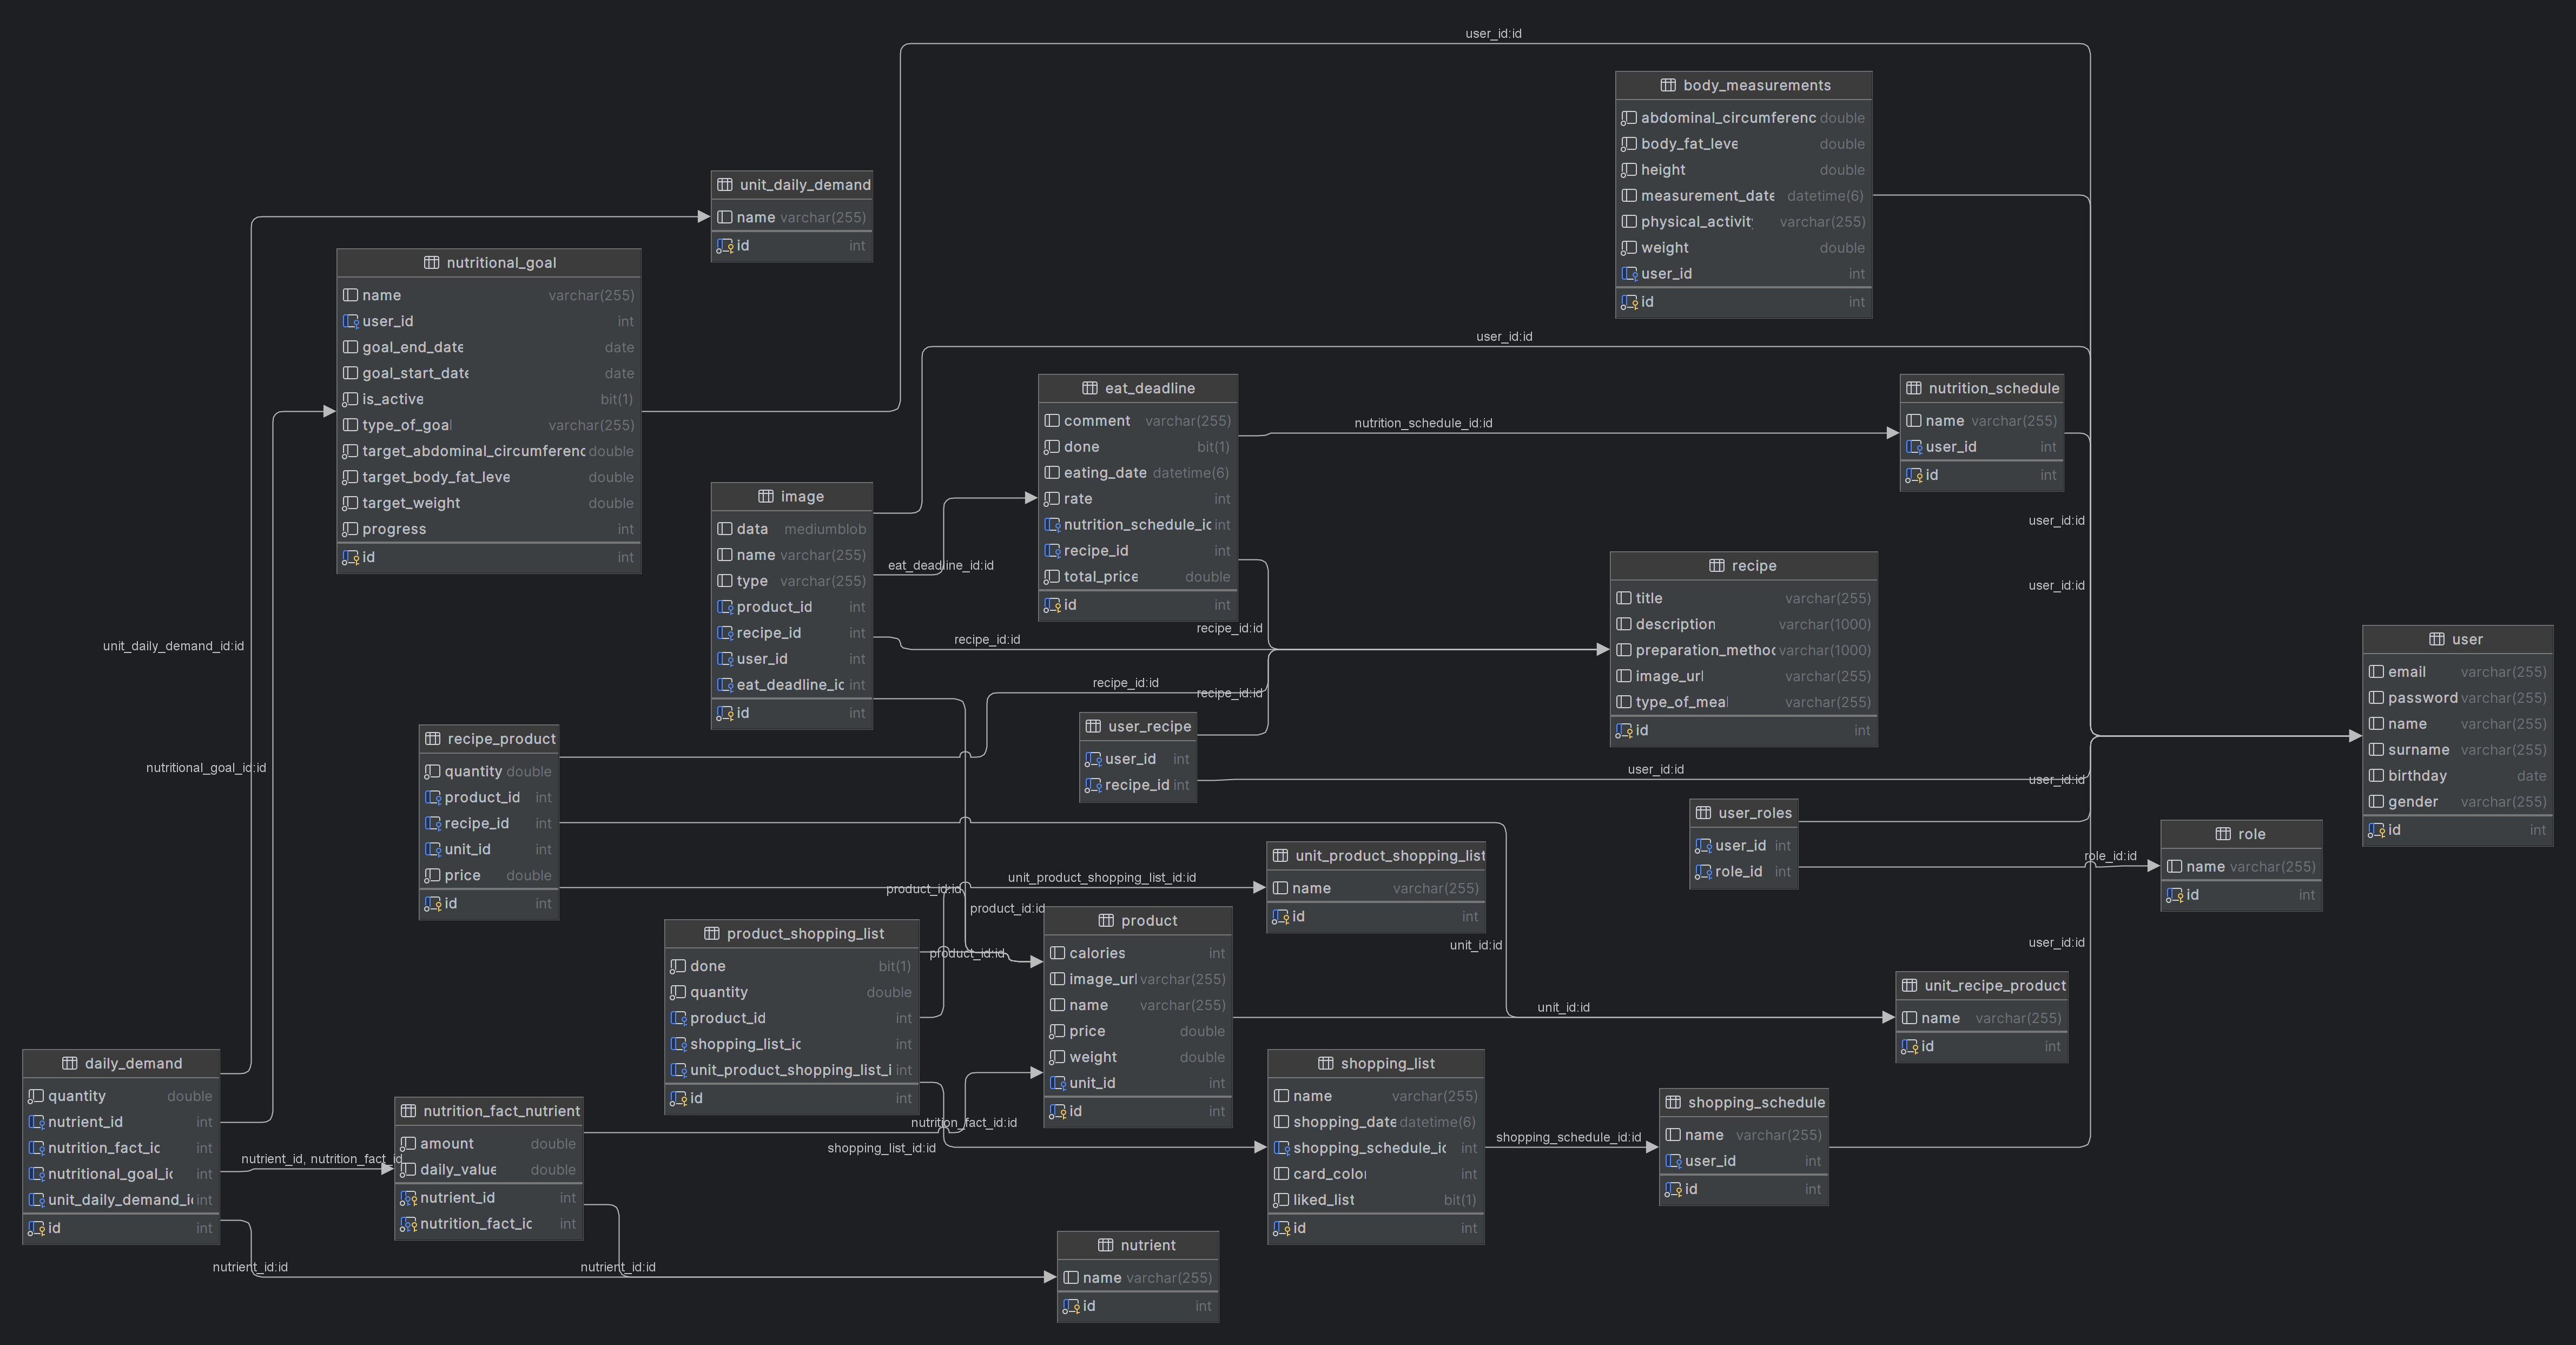 user_id:id
body_measurements
abdominal_circumferenc double
body_fat_leve double
height double
measurement_date datetime(6)
physical_activit varchar(255)
weight double
user_id int
id int
unit_daily_demand
name varchar(255)
id int
nutritional_goal
name varchar(255)
user_id int
goal_end_date date
goal_start_date date
is_active bit(1)
type_of_goal varchar(255)
target_abdominal_circumferenc double
target_body_fat_leve double
target_weight double
progress int
id int
user_id:id
eat_deadline
comment varchar(255)
done bit(1)
eating_date datetime(6)
rate int
nutrition_schedule_ic int
recipe_id int
total_price double
id int
nutrition_schedule_id:id
nutrition_schedule
name varchar(255)
user_id int
id int
image
data mediumblob
name varchar(255)
type varchar(255)
product_id int
recipe_id int
user_id int
eat_deadline_ic int
id int
eat_deadline_id:id
recipe_id:id
recipe_id:id
recipe_id:id
recipe_id:id
user_id:id
user_id:id
recipe
title varchar(255)
description varchar(1000)
preparation_methoc varchar(1000)
image_url varchar(255)
type_of_meal varchar(255)
id int
user
email varchar(255)
password varchar(255)
name varchar(255)
surname varchar(255)
birthday date
gender varchar(255)
id int
unit_daily_demand_id:id
nutritional_goal_id:id
recipe_product
quantity double
product_id int
recipe_id int
unit_id int
price double
id int
user_recipe
user_id int
recipe_id int
user_id:id
user_id:id
user_roles
user_id int
role_id int
role_id:id
role
name varchar(255)
id int
unit_product_shopping_list_id:id
unit_product_shopping_list
name varchar(255)
id int
product_id:id
product_id:id
product_id:id
product_shopping_list
done bit(1)
quantity double
product_id int
shopping_list_ic int
unit_product_shopping_list_i int
id int
product
calories int
image_url varchar(255)
name varchar(255)
price double
weight double
unit_id int
id int
unit_id:id
unit_id:id
user_id:id
unit_recipe_product
name varchar(255)
id int
daily_demand
quantity double
nutrient_id int
nutrition_fact_ic int
nutritional_goal_ic int
unit_daily_demand_i int
id int
nutrient_id, nutrition_fact_id
nutrition_fact_nutrient
amount double
daily_value double
nutrient_id int
nutrition_fact_ic int
nutrition_fact_id:id
shopping_list_id:id
shopping_list
name varchar(255)
shopping_date datetime(6)
shopping_schedule_ic int
card_color int
liked_list bit(1)
id int
shopping_schedule_id:id
shopping_schedule
name varchar(255)
user_id int
id int
nutrient_id:id
nutrient_id:id
nutrient
name varchar(255)
id int